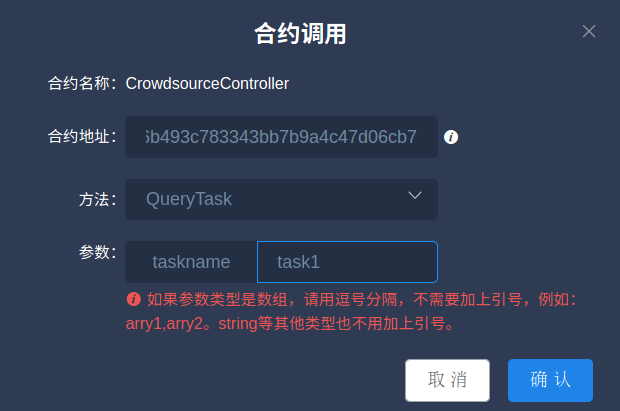 合约调用
合约名称：CrowdsourceController
合约地址：6b493c783343bb7b9a4c47d06cb7
方法：QueryTask
参数：taskname task1
如果参数类型是数组，请用逗号分隔，不需要加上引号，例如：
arry1,arry2。string等其他类型也不用加上引号。
取消 确认